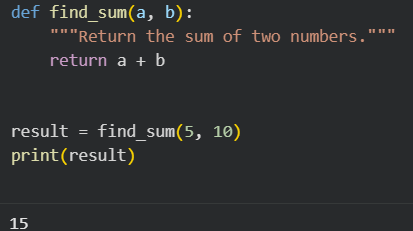 def find_sum(a, b):
    """Return the sum of two numbers."""
    return a + b
result = find_sum(5, 10)
print(result)
15